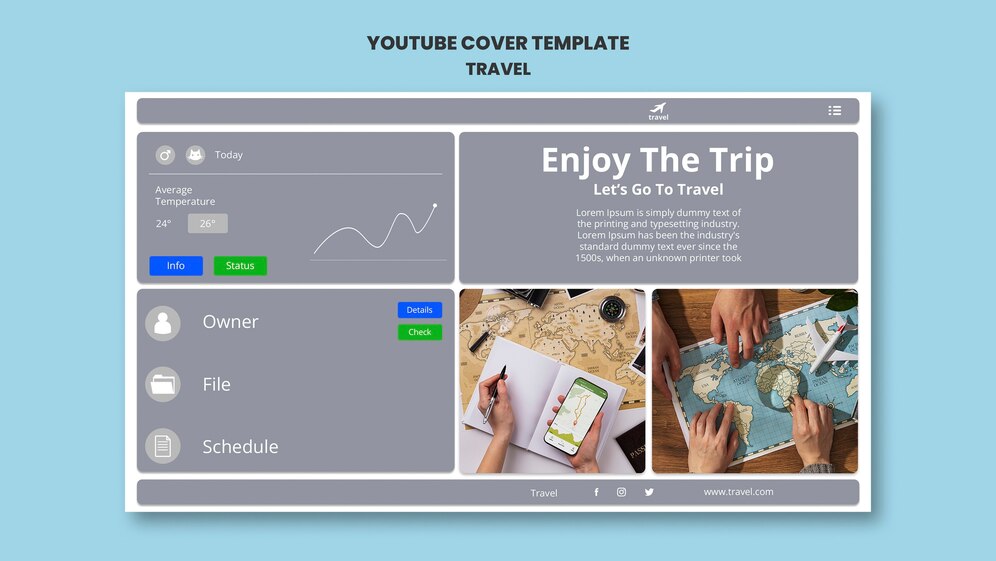 YOUTUBE COVER TEMPLATE
TRAVEL
travel
Today
Average
Temperature
24°
26°
Info
Status
Enjoy The Trip
Let's Go To Travel
Lorem Ipsum is simply dummy text of
the printing and typesetting industry.
Lorem Ipsum has been the industry's
standard dummy text ever since the
1500s, when an unknown printer took
Owner
Details
Check
File
Schedule
PASS
Travel
www.travel.com